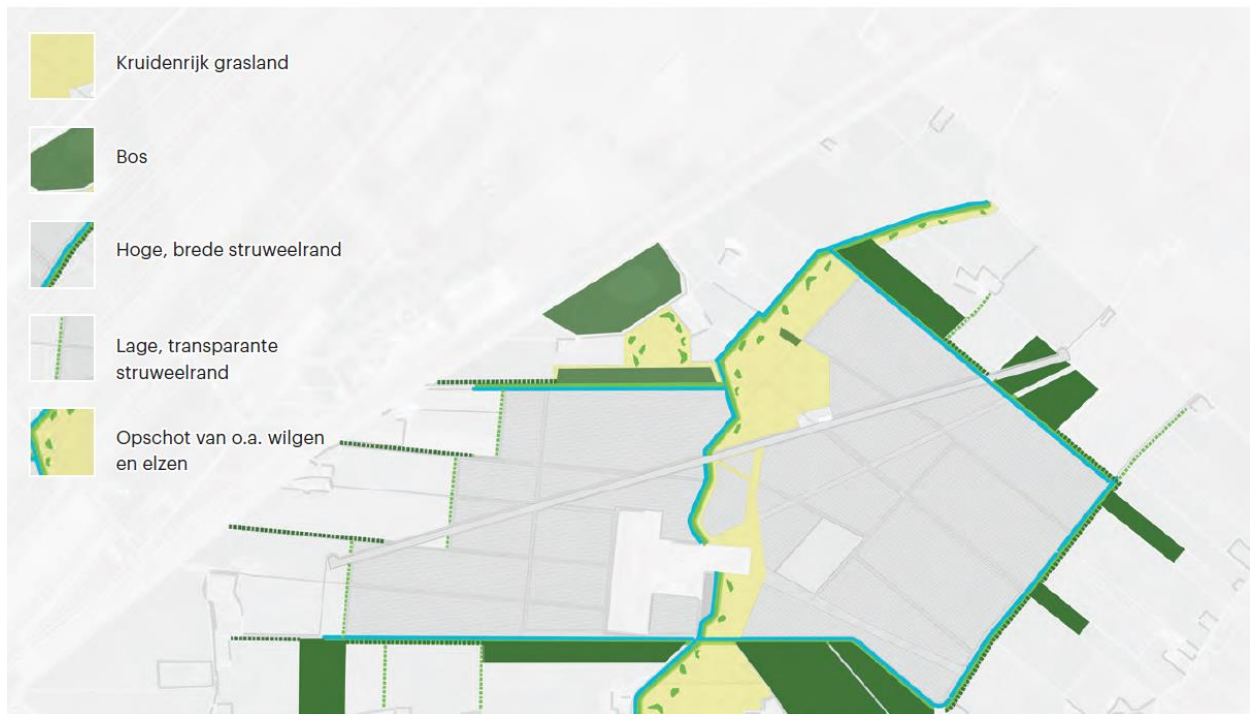 Kruidenrijk grasland
Bos
Hoge, brede struweelrand
Lage, transparante
struweelrand
Opschot van o.a. wilgen
en elzen